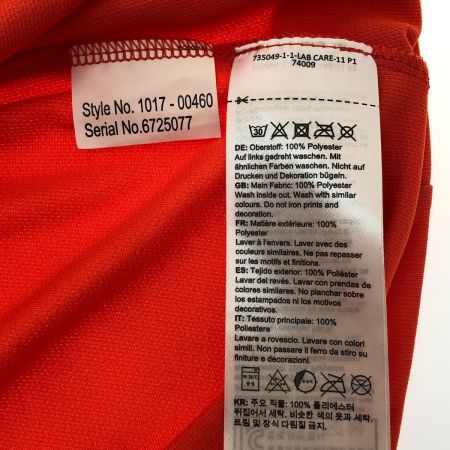 Style No. 1017 - 00460
Serial No.6725077
735049-1-1-LAB CARE-11 P1
74009
30
DE: Oberstoff: 100% Polyester
Auf links gedreht waschen. Mit
ähnlichen Farben waschen. Nicht auf
Drucken und Dekoration bügeln.
GB: Main Fabric: 100% Polyester
Wash inside out. Wash with similar
colours. Do not iron prints and
decoration.
FR: Matière extérieure: 100%
Polyester
Laver à l'envers. Laver avec des
couleurs similaires. Ne pas repasser
sur les motifs et finitions.
ES: Tejido exterior: 100% Poliéster
Lavar del revés. Lavar con prendas de
colores similares. No planchar sobre
los estampados ni los motivos
decorativos.
IT: Tessuto principale: 100%
Poliestere
Lavare a rovescio. Lavare con colori
simili. Non passare il ferro da stiro su
finiture e decorazioni.
KR: 주요 직물: 100% 폴리에스터
뒤집어서 세탁. 비슷한 색의 옷과 세탁.
트림 및 장식 다림질 금지.